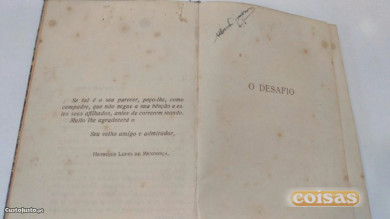 Se tal é o seu parecer, peço-lhe, como
compadre, que não negue a sua bênção a es-
tes seus afilhados, antes de correrem mundo.
Muito lhe agradecerá o
Seu velho amigo e admirador,
HENRIQUE LOPES DE MENDONÇA.
O DESAFIO
CustoJusto.pt
coisas